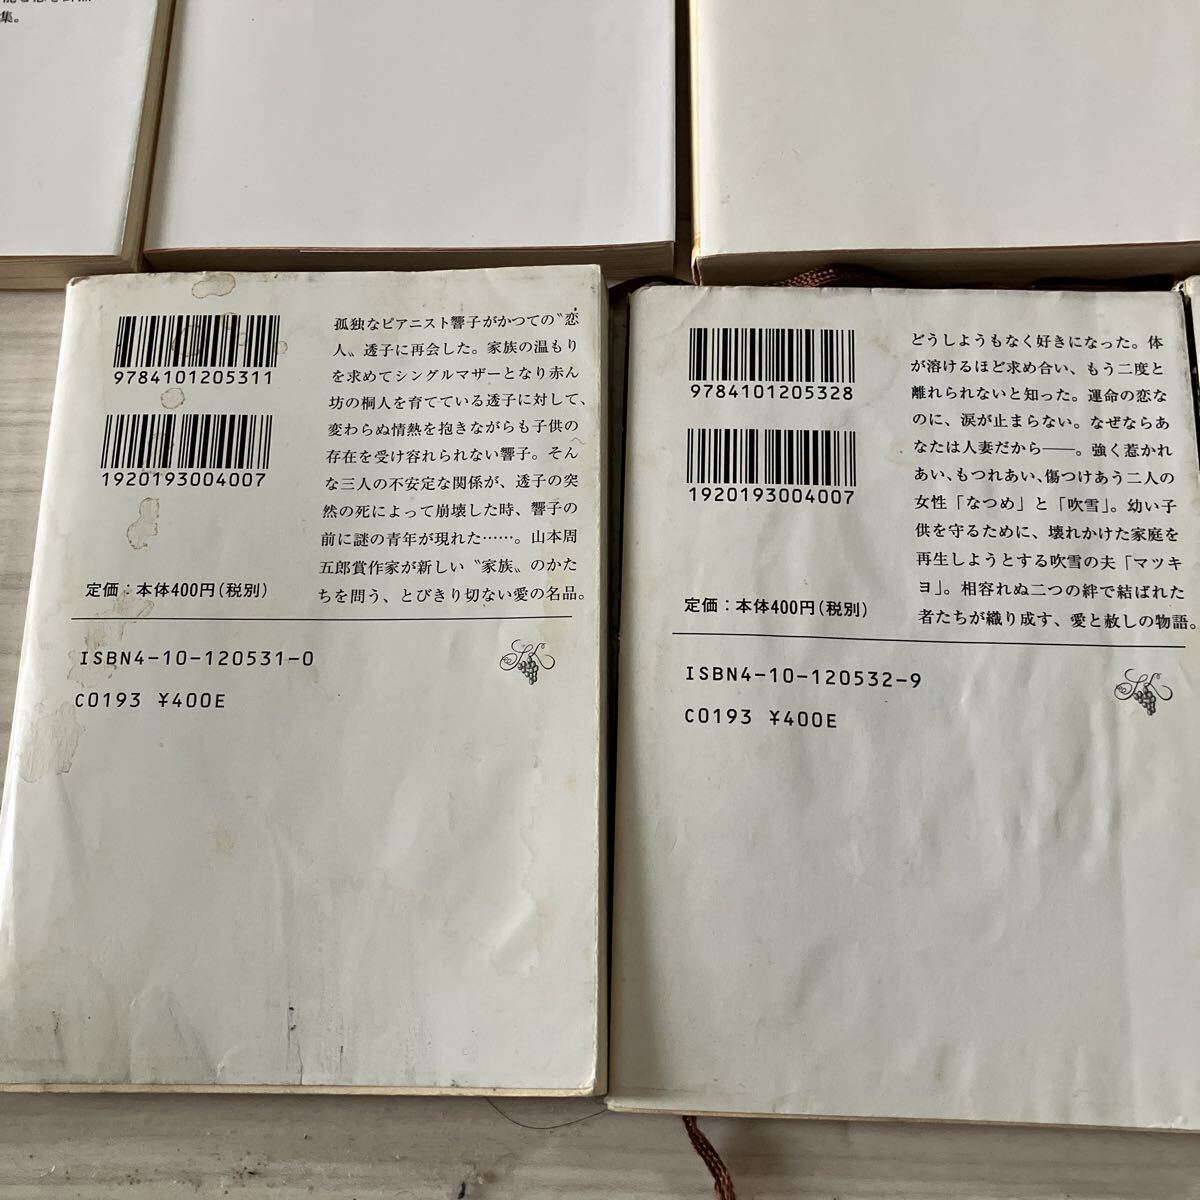 集。
9784101205311
1920193004007
定価：本体400円(税別)
孤独なピアニスト響子がかつての〝恋
人〟透子に再会した。家族の温もり
を求めてシングルマザーとなり赤ん
坊の桐人を育てている透子に対して、
変わらぬ情熱を抱きながらも子供の
存在を受け容れられない響子。そん
な三人の不安定な関係が、透子の突
然の死によって崩壊した時、響子の
前に謎の青年が現れた……。山本周
五郎賞作家が新しい〝家族〟のかた
ちを問う、とびきり切ない愛の名品。
ISBN4-10-120531-0
C0193 ¥400E
9784101205328
1920193004007
定価：本体400円(税別)
どうしようもなく好きになった。体
が溶けるほど求め合い、もう二度と
離れられないと知った。運命の恋な
のに、涙が止まらない。なぜならあ
なたは人妻だから――。強く惹かれ
あい、もつれあい、傷つけあう二人の
女性「なつめ」と「吹雪」。幼い子
供を守るために、壊れかけた家庭を
再生しようとする吹雪の夫「マツキ
ヨ」。相容れぬ二つの絆で結ばれた
者たちが織り成す、愛と赦しの物語。
ISBN4-10-120532-9
C0193 ¥400E